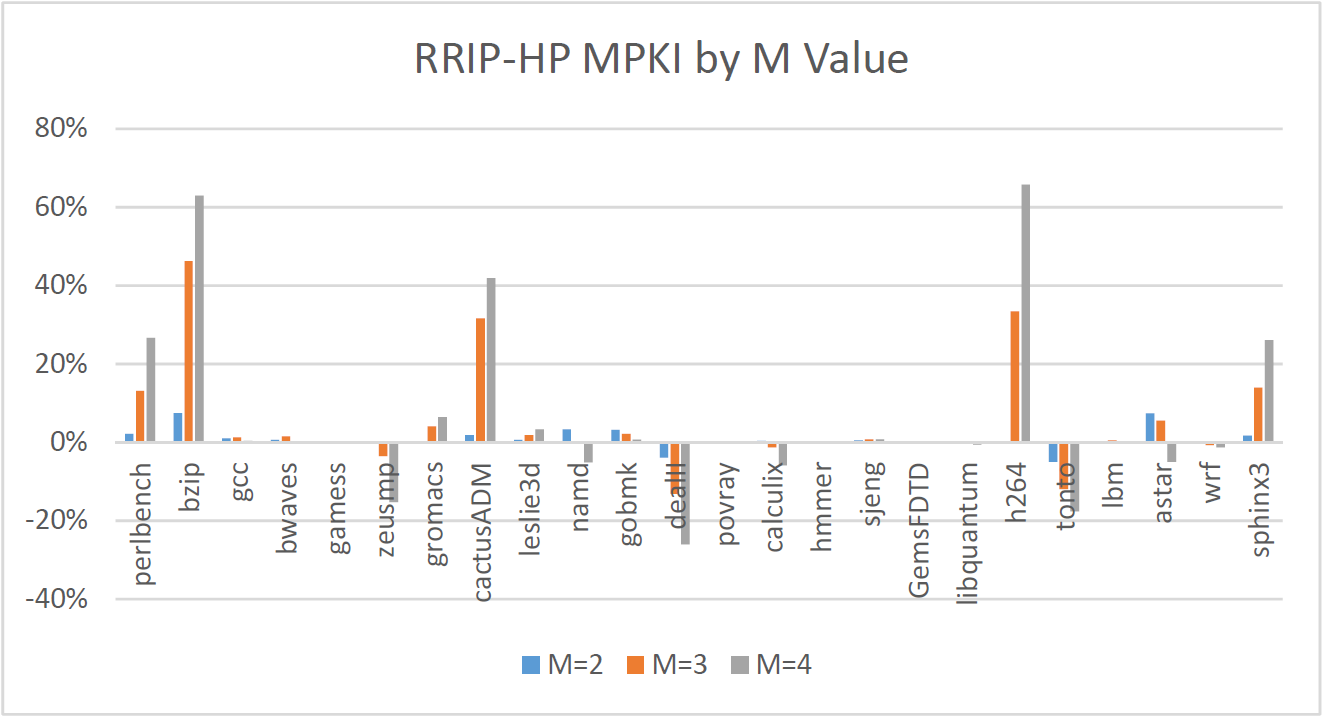 RRIP-HP MPKI by M Value
80%
60%
40%
20%
0%
-20%
-40%
perlbench
bzip
gcc
bwaves
gamess
zeusmp
gromacs
cactusADM
leslie3d
namd
gobmk
dealII
povray
calculix
hmmer
sjeng
GemsFDTD
libquantum
h264
tonto
lbm
astar
wrf
sphinx3
M=2 M=3 M=4